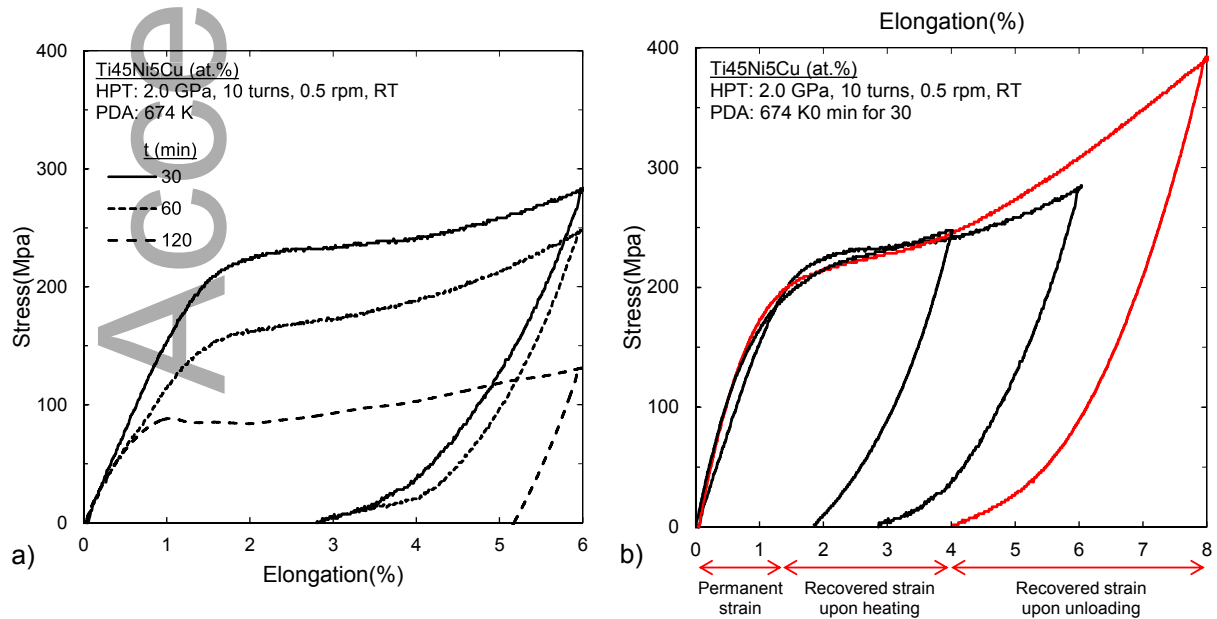 Acce
400
300
200
100
0
Stress(Mpa)
Ti45Ni5Cu (at.%)
HPT: 2.0 GPa, 10 turns, 0.5 rpm, RT
PDA: 674 K
t (min)
30
60
120
0 1 2 3 4 5 6
Elongation(%)
a)
Elongation(%)
400
300
200
100
0
Stress(Mpa)
Ti45Ni5Cu (at.%)
HPT: 2.0 GPa, 10 turns, 0.5 rpm, RT
PDA: 674 K0 min for 30
0 1 2 3 4 5 6 7 8
b)
Permanent
strain
Recovered strain
upon heating
Recovered strain
upon unloading